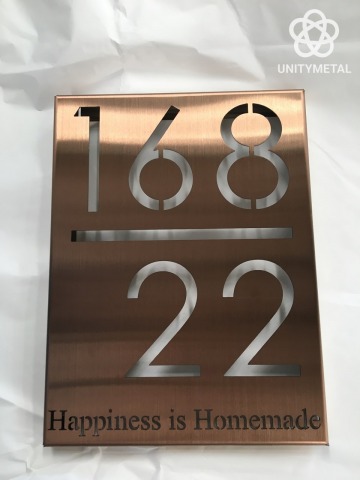 UNITYMETAL
168
22
Happiness is Homemade